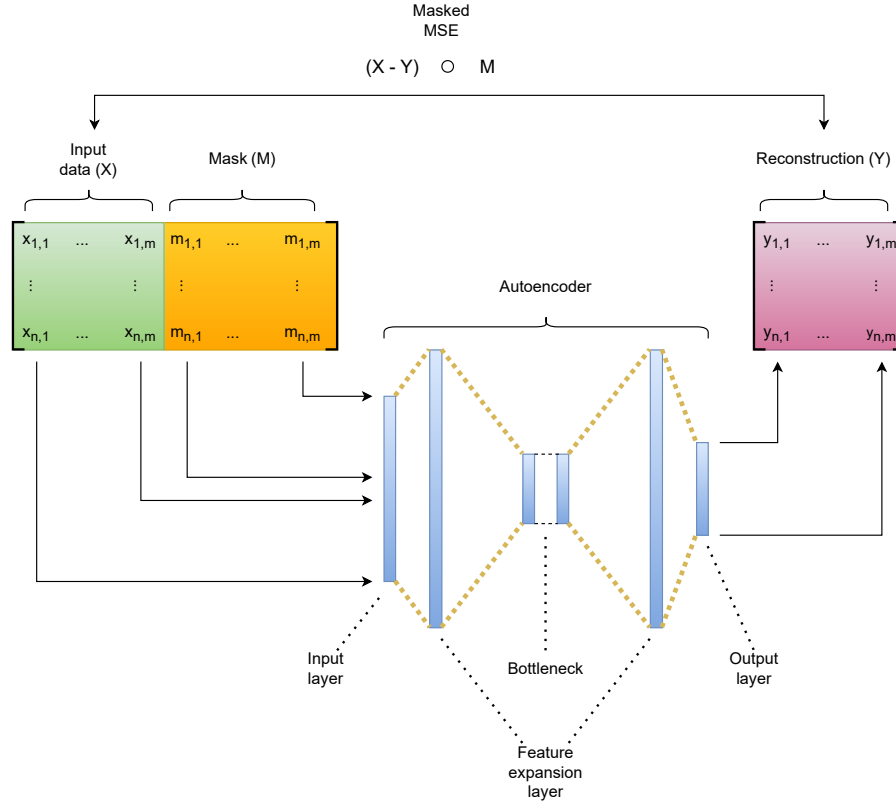 Masked
MSE
(X - Y) ○ M
Input
data (X)
Mask (M)
Reconstruction (Y)
x1,1 ... x1,m m1,1 ... m1,m
⋮ ⋮ ⋮ ⋮
xn,1 ... xn,m mn,1 ... mn,m
y1,1 ... y1,m
⋮ ⋮
yn,1 ... yn,m
Autoencoder
Input
layer
Bottleneck
Output
layer
Feature
expansion
layer